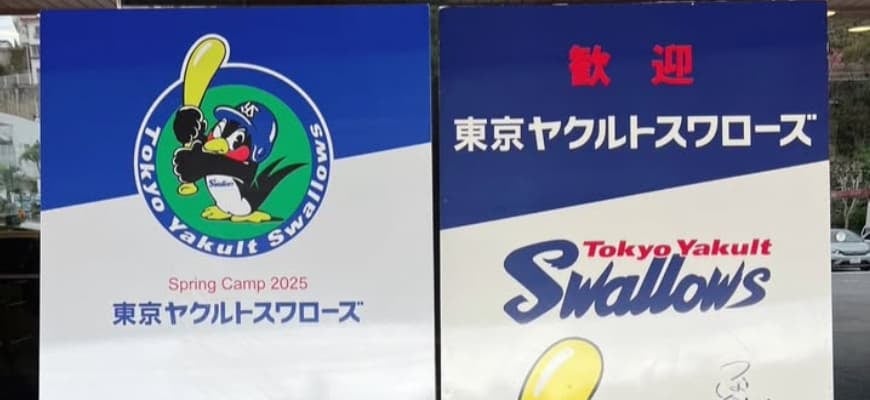 Tokyo Yakult Swallows
Swallows
Spring Camp 2025
東京ヤクルトスワローズ
歓迎
東京ヤクルトスワローズ
Tokyo Yakult
Swallows